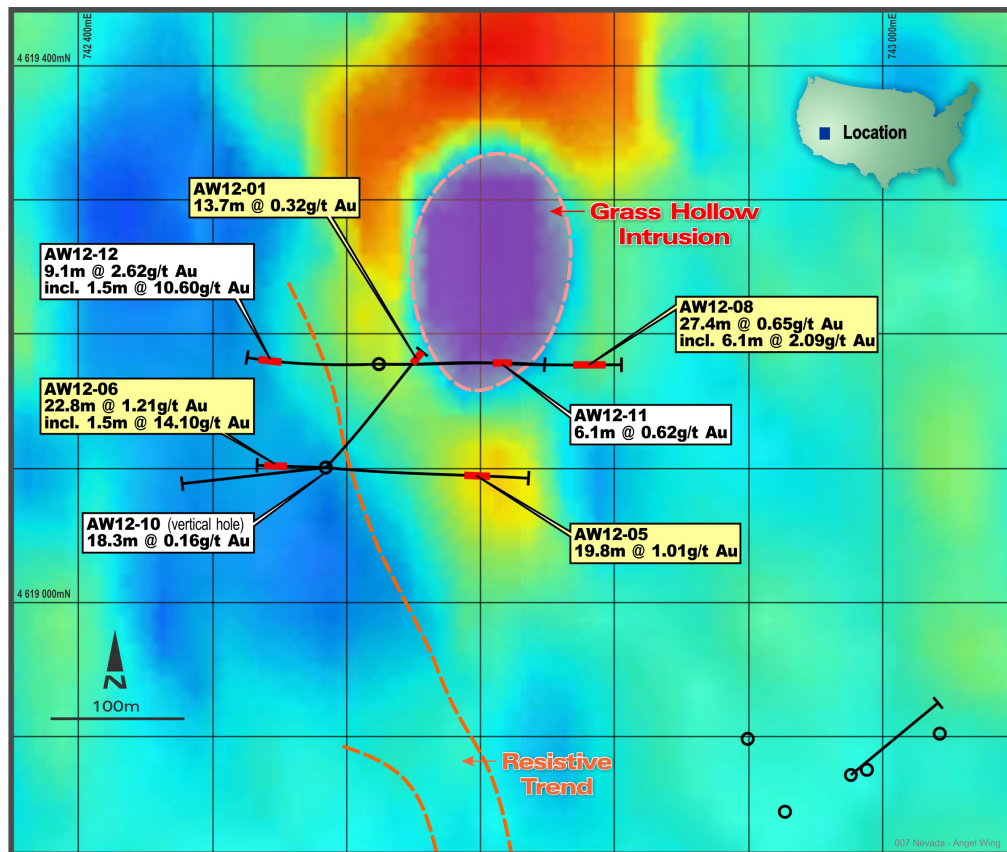 742 400mE
743 000mE
4 619 400mN
Location
AW12-01
13.7m @ 0.32g/t Au
Grass Hollow
Intrusion
AW12-12
9.1m @ 2.62g/t Au
incl. 1.5m @ 10.60g/t Au
AW12-08
27.4m @ 0.65g/t Au
incl. 6.1m @ 2.09g/t Au
AW12-06
22.8m @ 1.21g/t Au
incl. 1.5m @ 14.10g/t Au
AW12-11
6.1m @ 0.62g/t Au
AW12-10 (vertical hole)
18.3m @ 0.16g/t Au
AW12-05
19.8m @ 1.01g/t Au
4 619 000mN
N
100m
Resistive
Trend
007 Nevada - Angel Wing